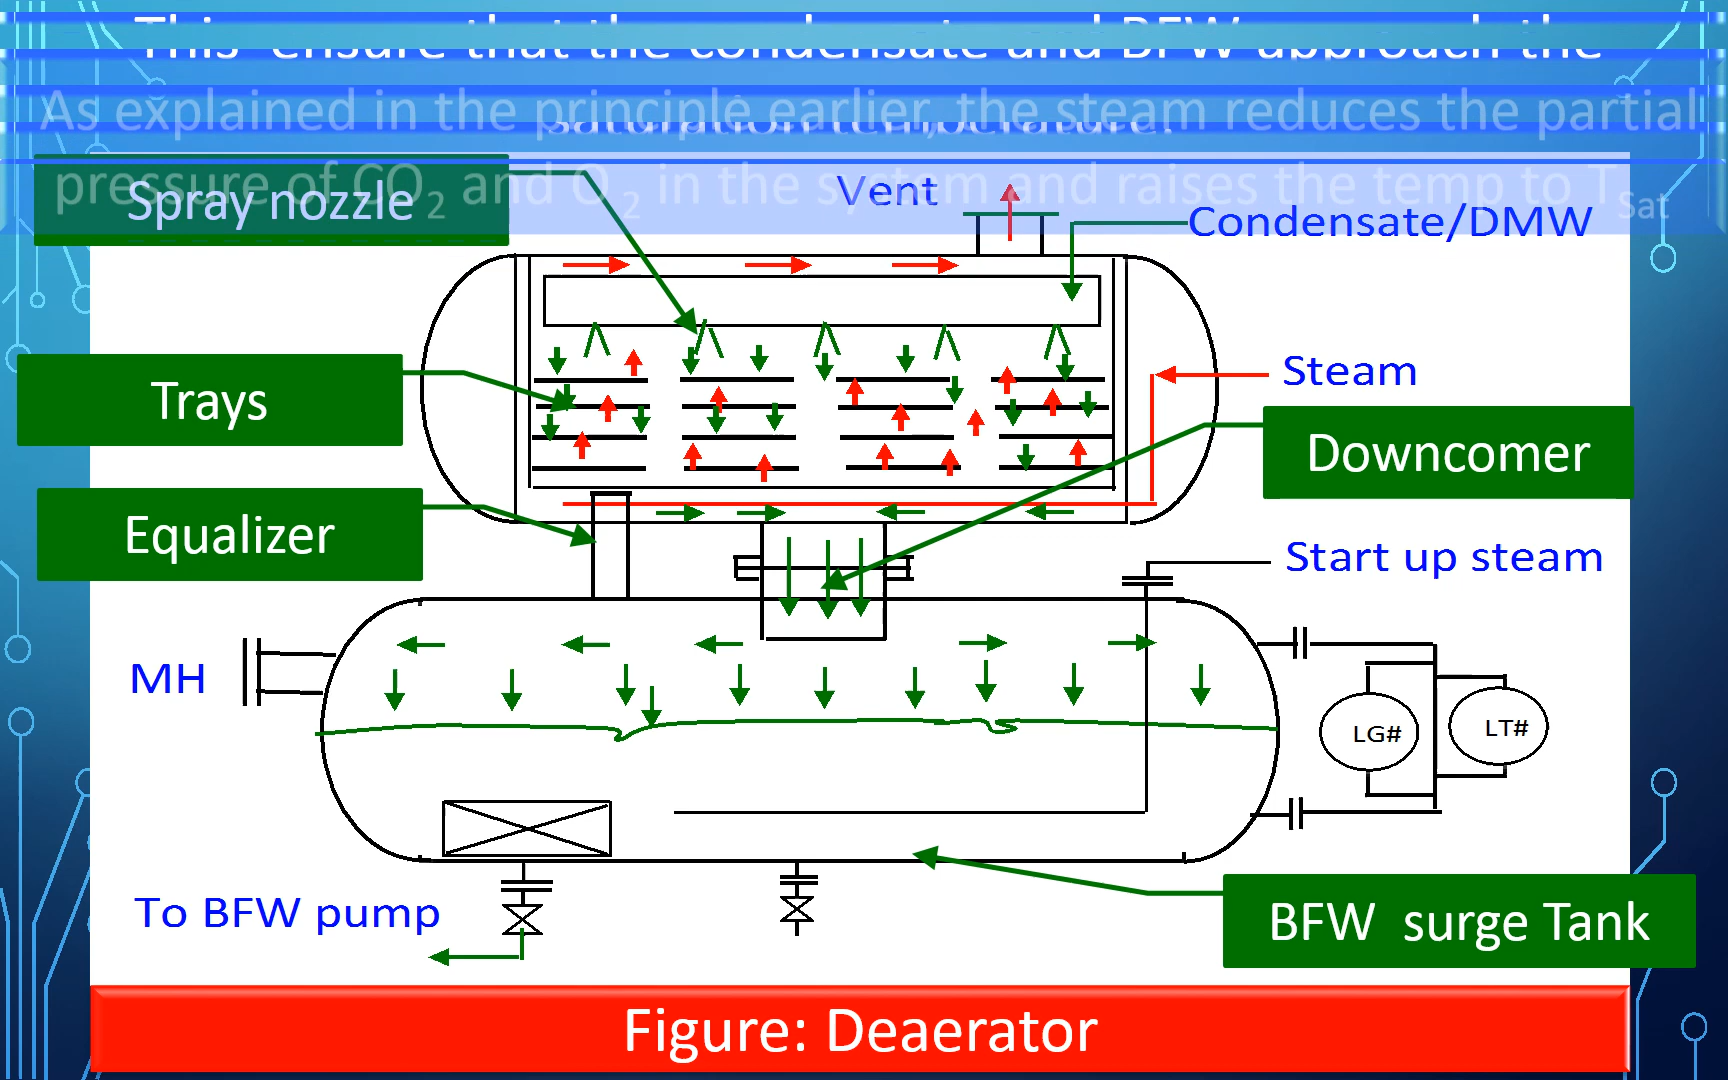 This ensure that the condensate and BFW approach the
saturation temperature.
As explained in the principle earlier, the steam reduces the partial
pressure of CO2 and O2 in the system and raises the temp to TSat
Spray nozzle
Vent
Condensate/DMW
Steam
Trays
Downcomer
Equalizer
Start up steam
MH
LG#
LT#
To BFW pump
BFW surge Tank
Figure: Deaerator